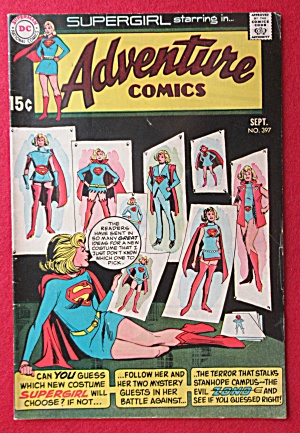 SUPERGIRL starring in...
DC
Adventure
COMICS
APPROVED
BY THE
COMICS CODE
AUTHORITY
15¢
SEPT.
NO. 397
THE
READERS
HAVE SENT IN
SO MANY GREAT
IDEAS FOR A NEW
COSTUME THAT I
JUST DON'T KNOW
WHICH ONE TO
PICK...
CAN YOU GUESS
WHICH NEW COSTUME
SUPERGIRL WILL
CHOOSE? IF NOT...
...FOLLOW HER AND
HER TWO MYSTERY
GUESTS IN HER
BATTLE AGAINST...
...THE TERROR THAT STALKS
STANHOPE CAMPUS—THE
EVIL ZOND—AND
SEE IF YOU GUESSED RIGHT!